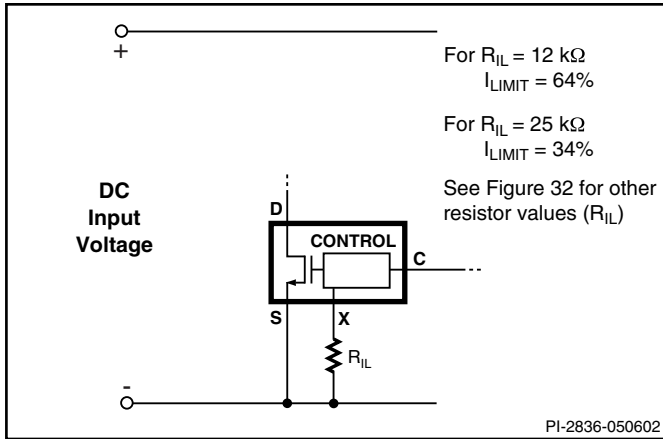 +
For R_IL = 12 kΩ
I_LIMIT = 64%
For R_IL = 25 kΩ
I_LIMIT = 34%
See Figure 32 for other
resistor values (R_IL)
DC
Input
Voltage
D
CONTROL
C
S
X
R_IL
-
PI-2836-050602